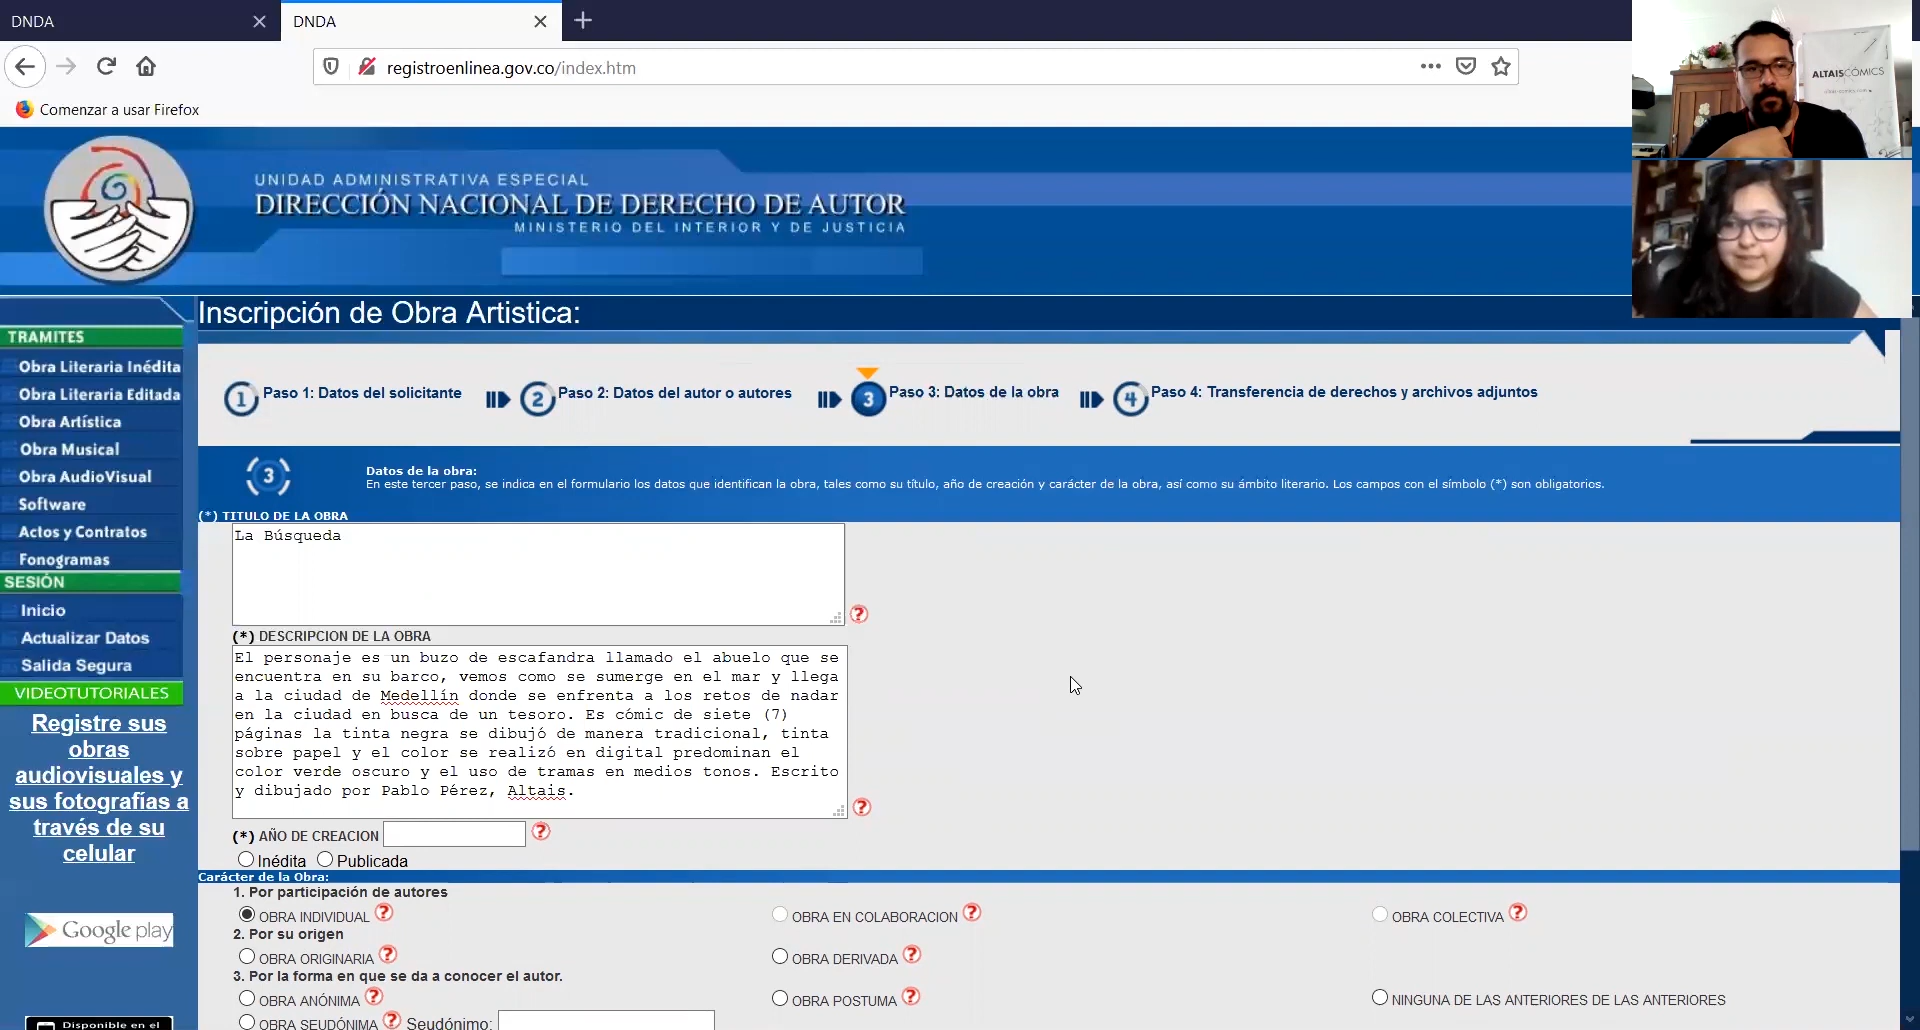 DNDA
DNDA
registroenlinea.gov.co/index.htm
Comenzar a usar Firefox
ALTAISCÓMICS
UNIDAD ADMINISTRATIVA ESPECIAL
DIRECCIÓN NACIONAL DE DERECHO DE AUTOR
MINISTERIO DEL INTERIOR Y DE JUSTICIA
Inscripción de Obra Artistica:
TRAMITES
Obra Literaria Inédita
Obra Literaria Editada
Obra Artística
Obra Musical
Obra AudioVisual
Software
Actos y Contratos
Fonogramas
SESIÓN
Inicio
Actualizar Datos
Salida Segura
VIDEOTUTORIALES
Registre sus
obras
audiovisuales y
sus fotografías a
través de su
celular
Google play
Disponible en el
1 Paso 1: Datos del solicitante 2 Paso 2: Datos del autor o autores 3 Paso 3: Datos de la obra 4 Paso 4: Transferencia de derechos y archivos adjuntos
3
Datos de la obra:
En este tercer paso, se indica en el formulario los datos que identifican la obra, tales como su título, año de creación y carácter de la obra, así como su ámbito literario. Los campos con el símbolo (*) son obligatorios.
(*) TITULO DE LA OBRA
La Búsqueda
?
(*) DESCRIPCION DE LA OBRA
El personaje es un buzo de escafandra llamado el abuelo que se
encuentra en su barco, vemos como se sumerge en el mar y llega
a la ciudad de Medellín donde se enfrenta a los retos de nadar
en la ciudad en busca de un tesoro. Es cómic de siete (7)
páginas la tinta negra se dibujó de manera tradicional, tinta
sobre papel y el color se realizó en digital predominan el
color verde oscuro y el uso de tramas en medios tonos. Escrito
y dibujado por Pablo Pérez, Altais.
?
(*) AÑO DE CREACION ?
Inédita Publicada
Carácter de la Obra:
1. Por participación de autores
OBRA INDIVIDUAL ? OBRA EN COLABORACION ? OBRA COLECTIVA ?
2. Por su origen
OBRA ORIGINARIA ? OBRA DERIVADA ?
3. Por la forma en que se da a conocer el autor.
OBRA ANÓNIMA ? OBRA POSTUMA ? NINGUNA DE LAS ANTERIORES DE LAS ANTERIORES
OBRA SEUDÓNIMA ? Seudónimo: